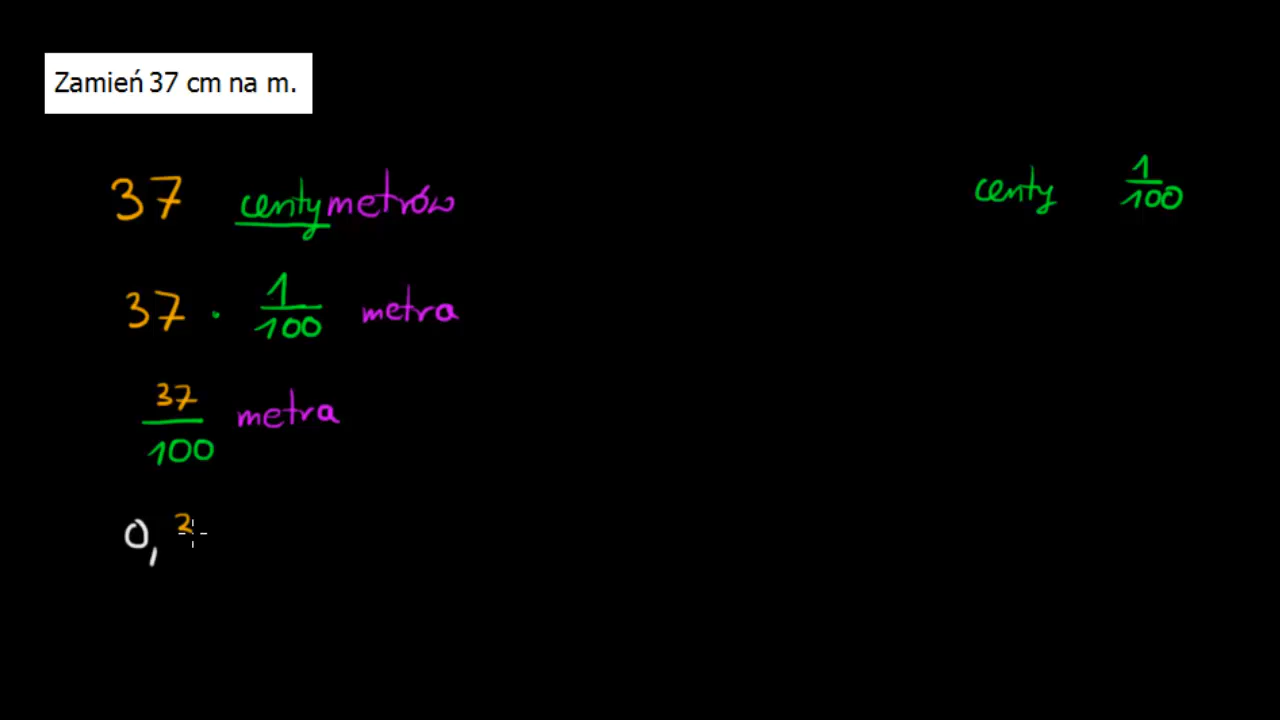 Zamień 37 cm na m.
37 centymetrów
centy 1/100
37 · 1/100 metra
37/100 metra
0,